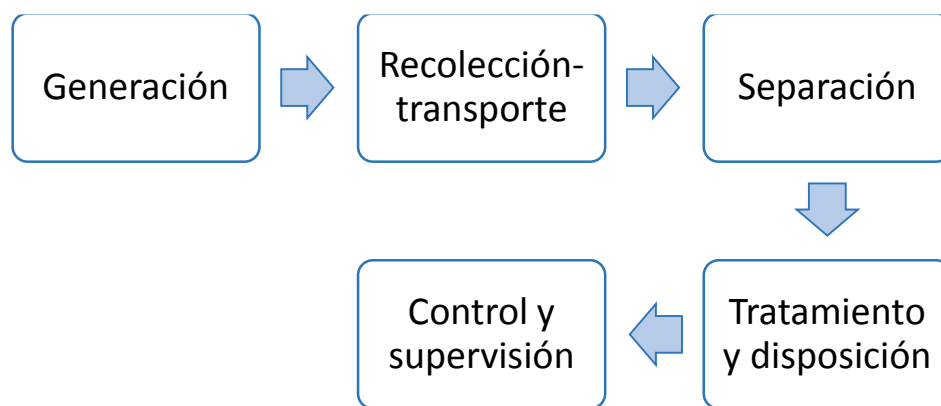 Generación
Recolección-
transporte
Separación
Tratamiento
y disposición
Control y
supervisión